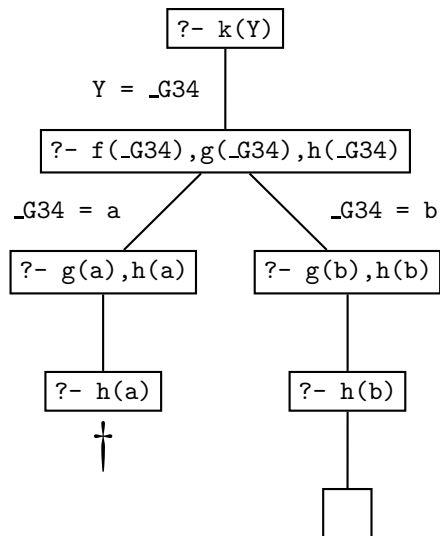 ?- k(Y)
Y = _G34
?- f(_G34),g(_G34),h(_G34)
_G34 = a
_G34 = b
?- g(a),h(a)
?- g(b),h(b)
?- h(a)
?- h(b)
†